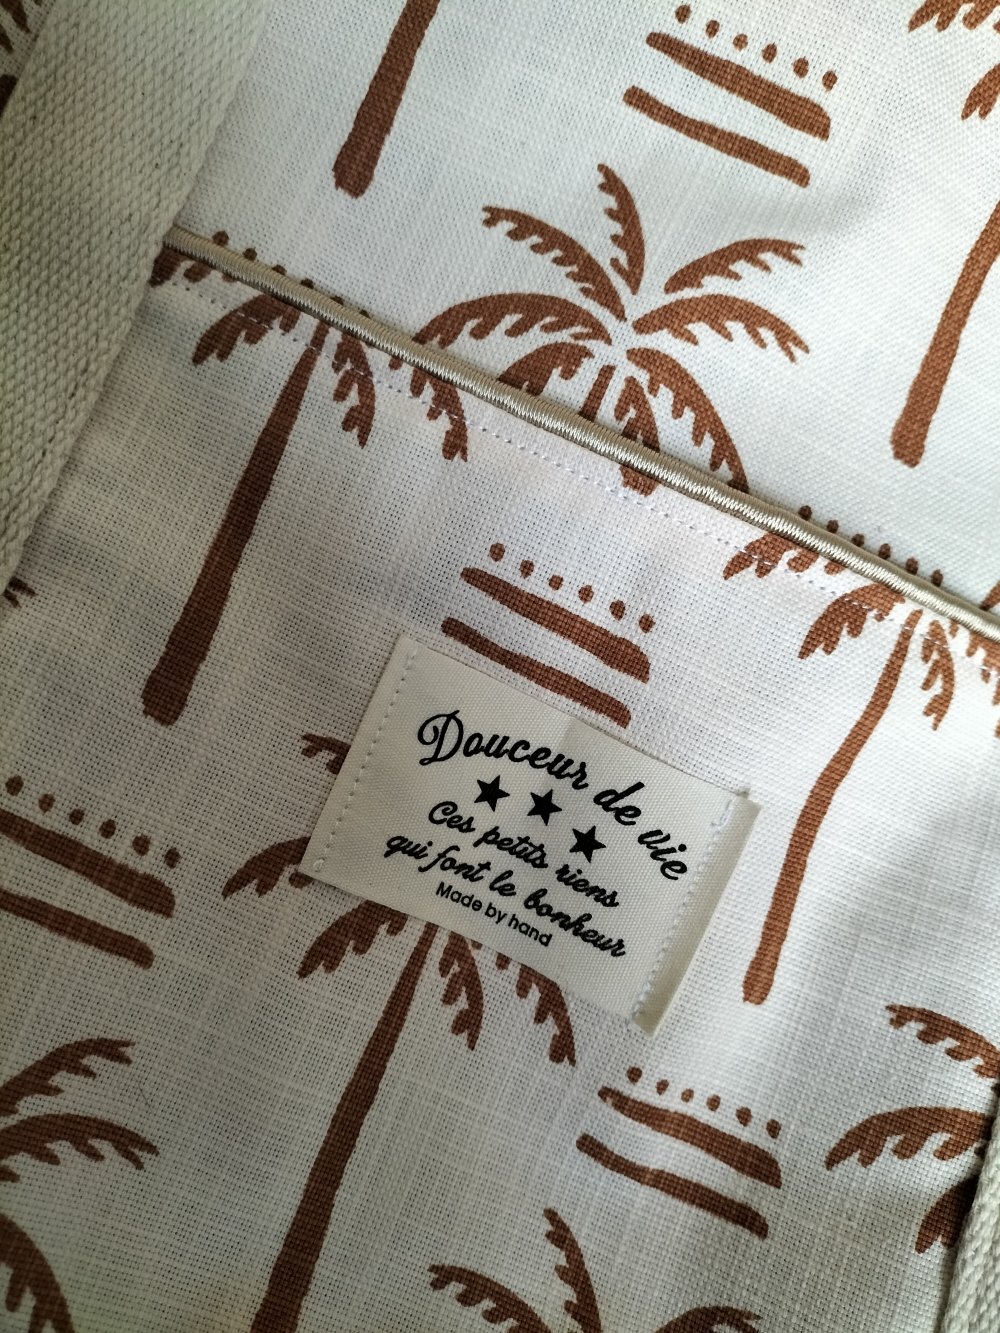 Douceur de vie
Ces petits riens
qui font le bonheur
Made by hand